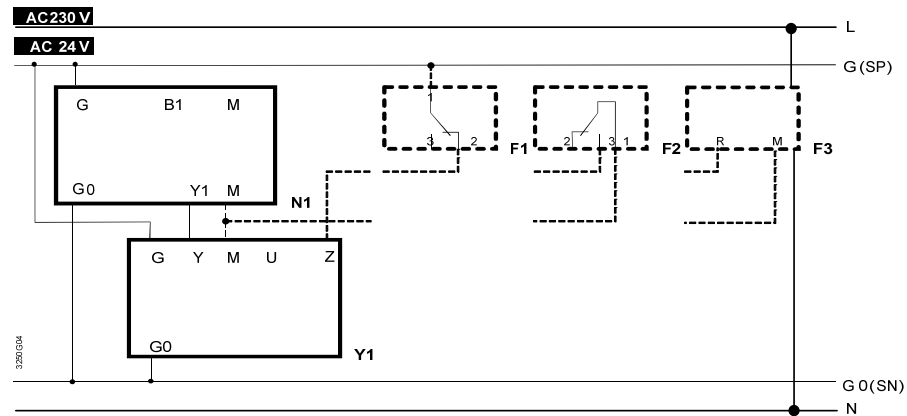 AC230 V
L
AC 24 V
G (SP)
G B1 M
1
3 2
F1
2 3 1
F2
R M
F3
G0 Y1 M
N1
G Y M U Z
G0
Y1
3250G04
G0(SN)
N